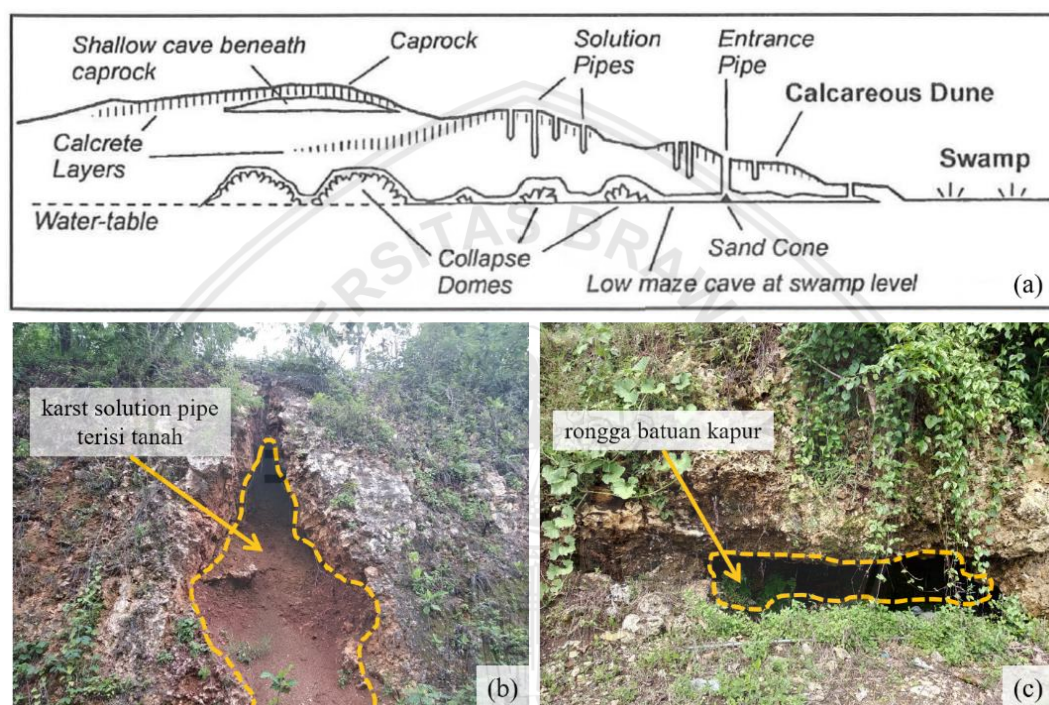 Shallow cave beneath
caprock
Caprock
Solution
Pipes
Entrance
Pipe
Calcareous Dune
Calcrete
Layers
Swamp
Water-table
Collapse
Domes
Sand Cone
Low maze cave at swamp level
(a)
karst solution pipe
terisi tanah
(b)
rongga batuan kapur
(c)